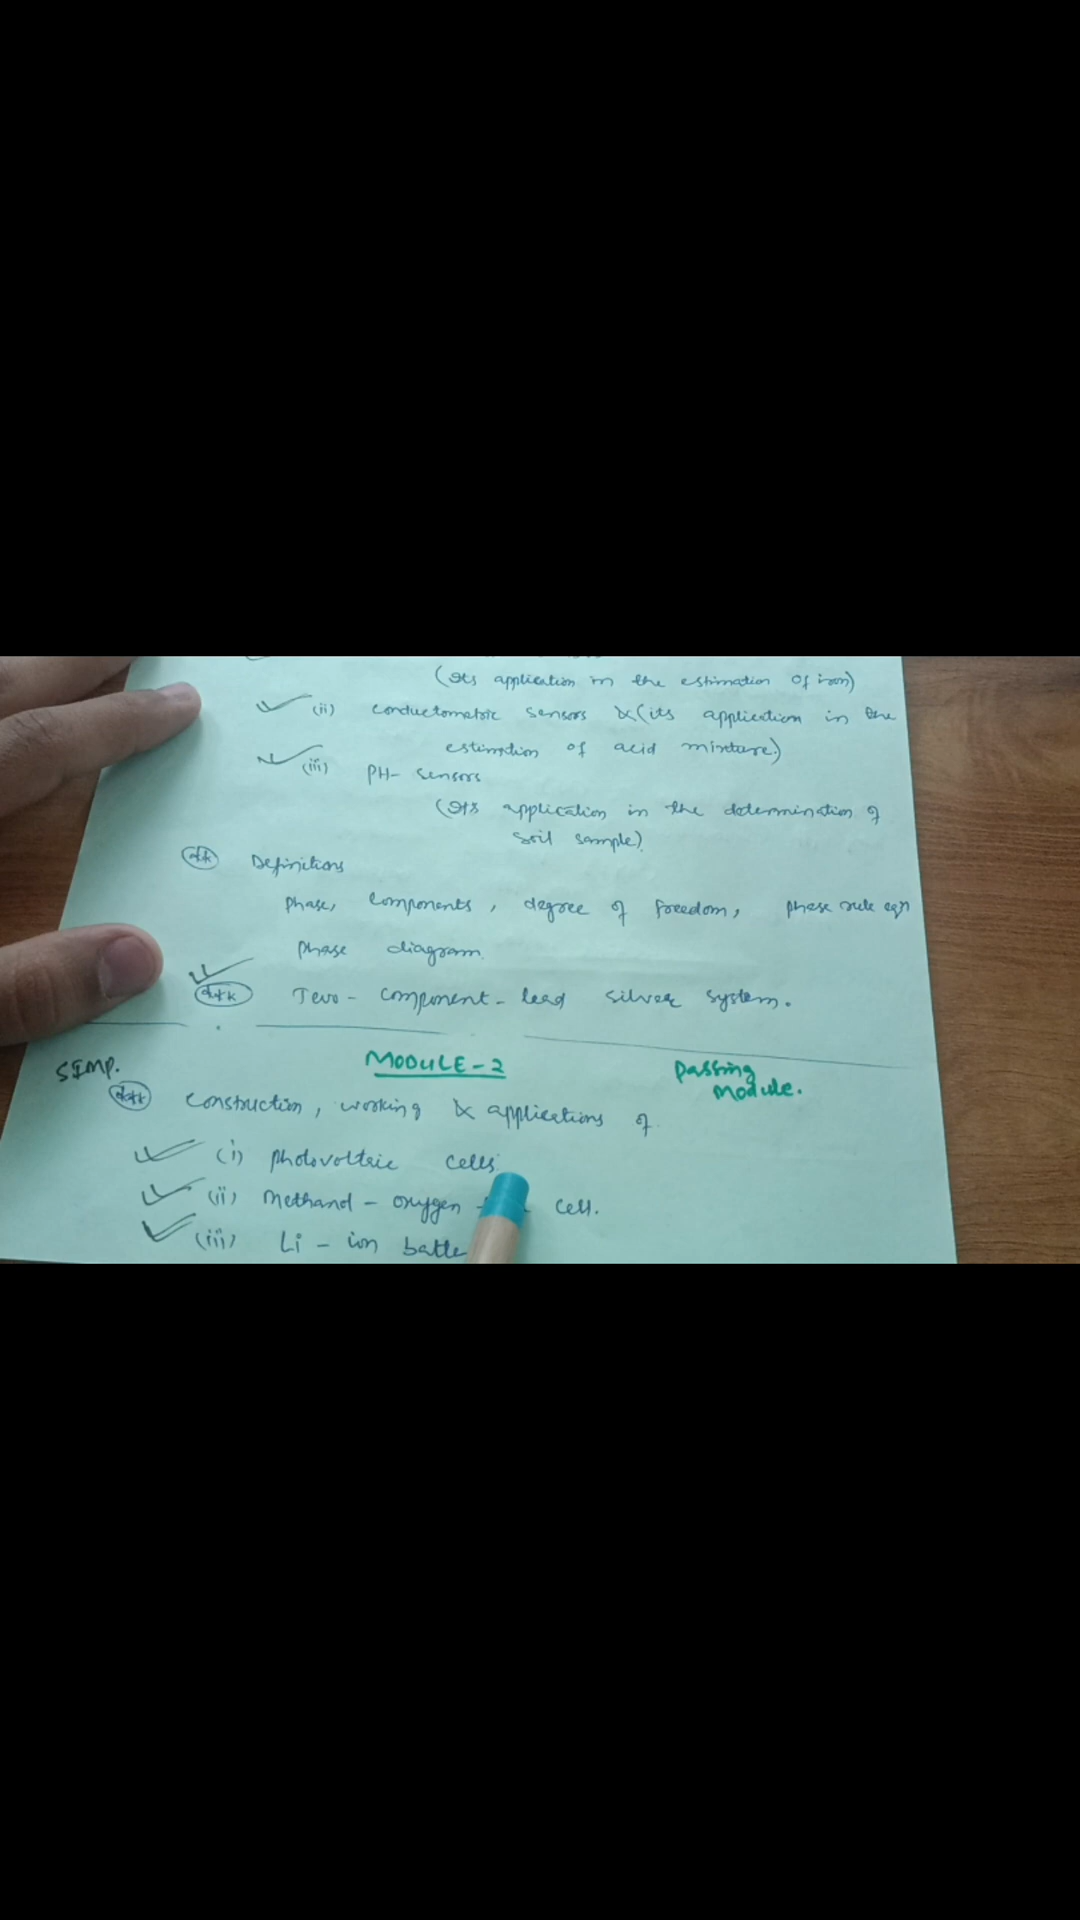 (Its application in the estimation of iron)
(ii) conductometric sensors & (its application in the
estimation of acid mixture.)
(iii) PH- sensors
(Its application in the determination of
soil sample)
Definitions
phase, components, degree of freedom, phase rule eqn
phase diagram.
Two - component - lead silver system.
SIMP. MODULE-2 Passing
Module.
construction, working & applications of
(i) photovoltaic cells
(ii) Methanol - oxygen cell.
(iii) Li - ion batte